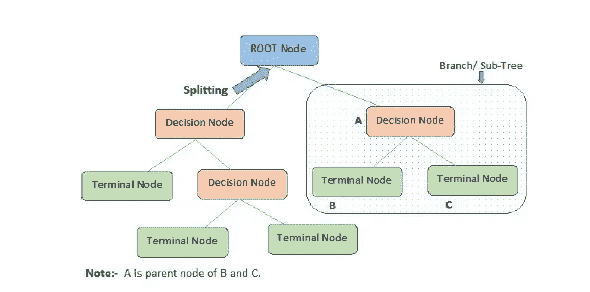 ROOT Node
Branch/ Sub-Tree
Splitting
Decision Node
A
Decision Node
Terminal Node
Decision Node
Terminal Node
Terminal Node
B
C
Terminal Node
Terminal Node
Note:- A is parent node of B and C.